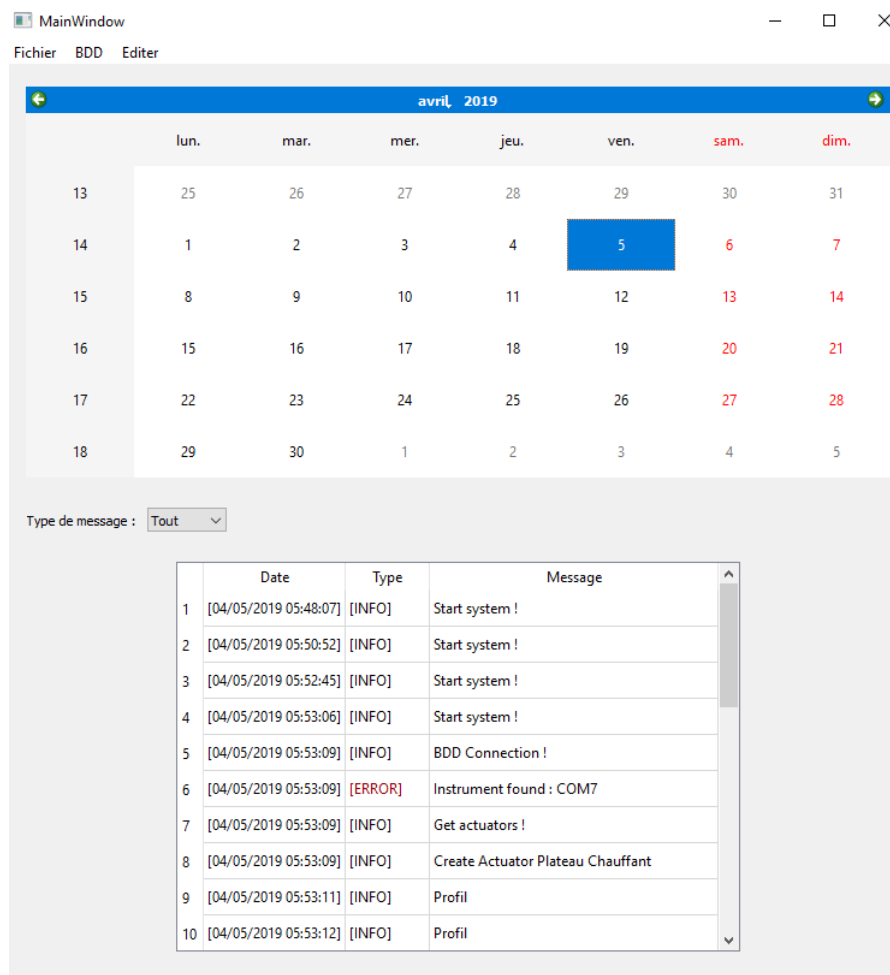 MainWindow
Fichier BDD Editer
avril, 2019
lun. mar. mer. jeu. ven. sam. dim.
13 25 26 27 28 29 30 31
14 1 2 3 4 5 6 7
15 8 9 10 11 12 13 14
16 15 16 17 18 19 20 21
17 22 23 24 25 26 27 28
18 29 30 1 2 3 4 5
Type de message : Tout
Date Type Message
1 [04/05/2019 05:48:07] [INFO] Start system !
2 [04/05/2019 05:50:52] [INFO] Start system !
3 [04/05/2019 05:52:45] [INFO] Start system !
4 [04/05/2019 05:53:06] [INFO] Start system !
5 [04/05/2019 05:53:09] [INFO] BDD Connection !
6 [04/05/2019 05:53:09] [ERROR] Instrument found : COM7
7 [04/05/2019 05:53:09] [INFO] Get actuators !
8 [04/05/2019 05:53:09] [INFO] Create Actuator Plateau Chauffant
9 [04/05/2019 05:53:11] [INFO] Profil
10 [04/05/2019 05:53:12] [INFO] Profil